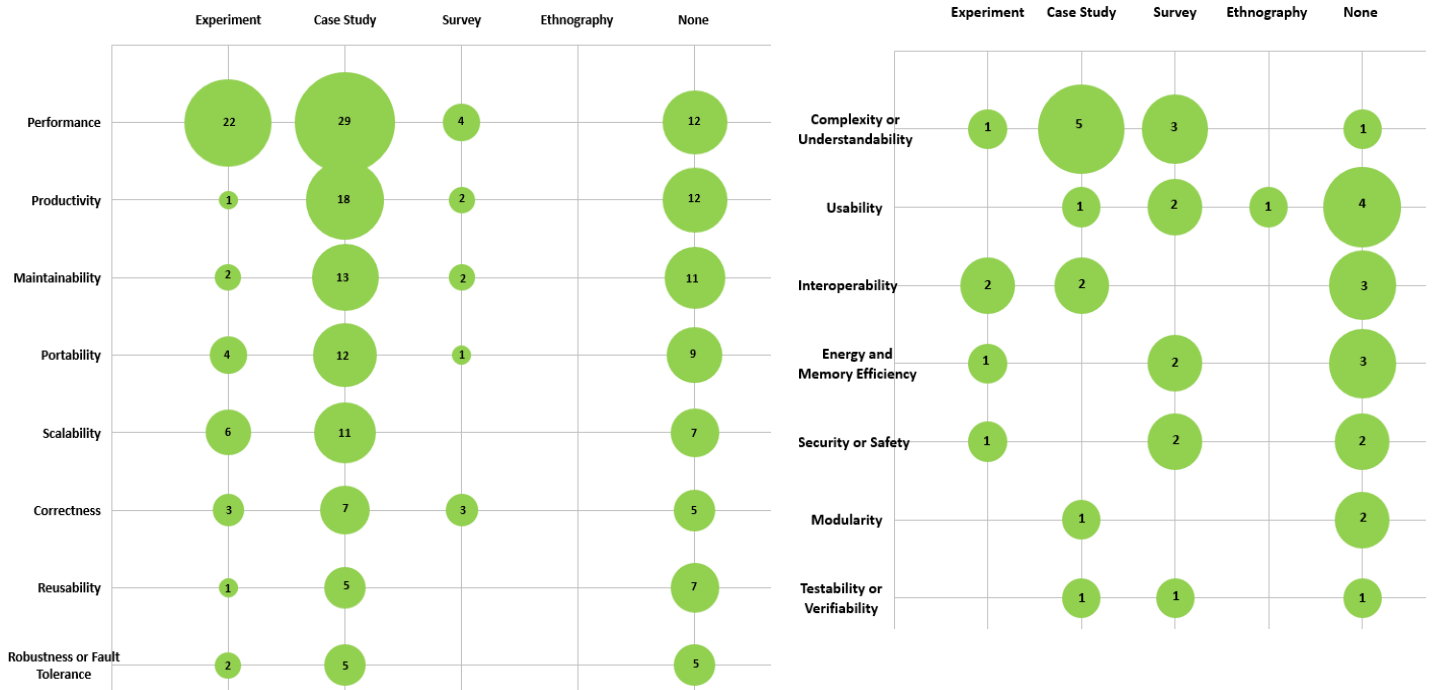 Experiment Case Study Survey Ethnography None
Performance 22 29 4 12
Productivity 1 18 2 12
Maintainability 2 13 2 11
Portability 4 12 1 9
Scalability 6 11 7
Correctness 3 7 3 5
Reusability 1 5 7
Robustness or Fault
Tolerance 2 5 5
Experiment Case Study Survey Ethnography None
Complexity or
Understandability 1 5 3 1
Usability 1 2 1 4
Interoperability 2 2 3
Energy and
Memory Efficiency 1 2 3
Security or Safety 1 2 2
Modularity 1 2
Testability or
Verifiability 1 1 1